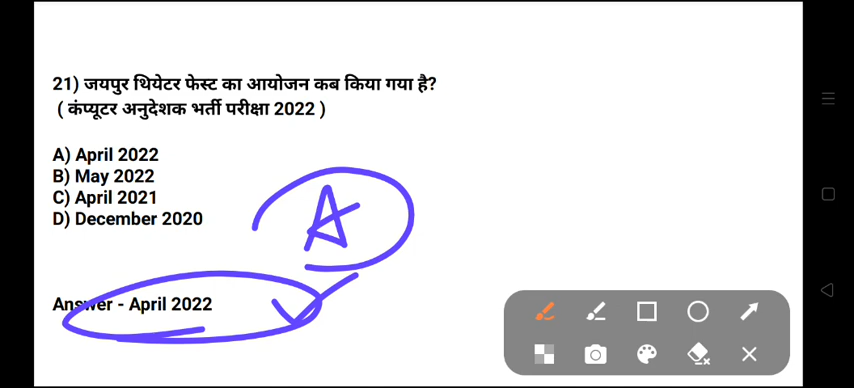 21) जयपुर थियेटर फेस्ट का आयोजन कब किया गया है?
( कंप्यूटर अनुदेशक भर्ती परीक्षा 2022 )
A) April 2022
B) May 2022
C) April 2021
D) December 2020
A
Answer - April 2022